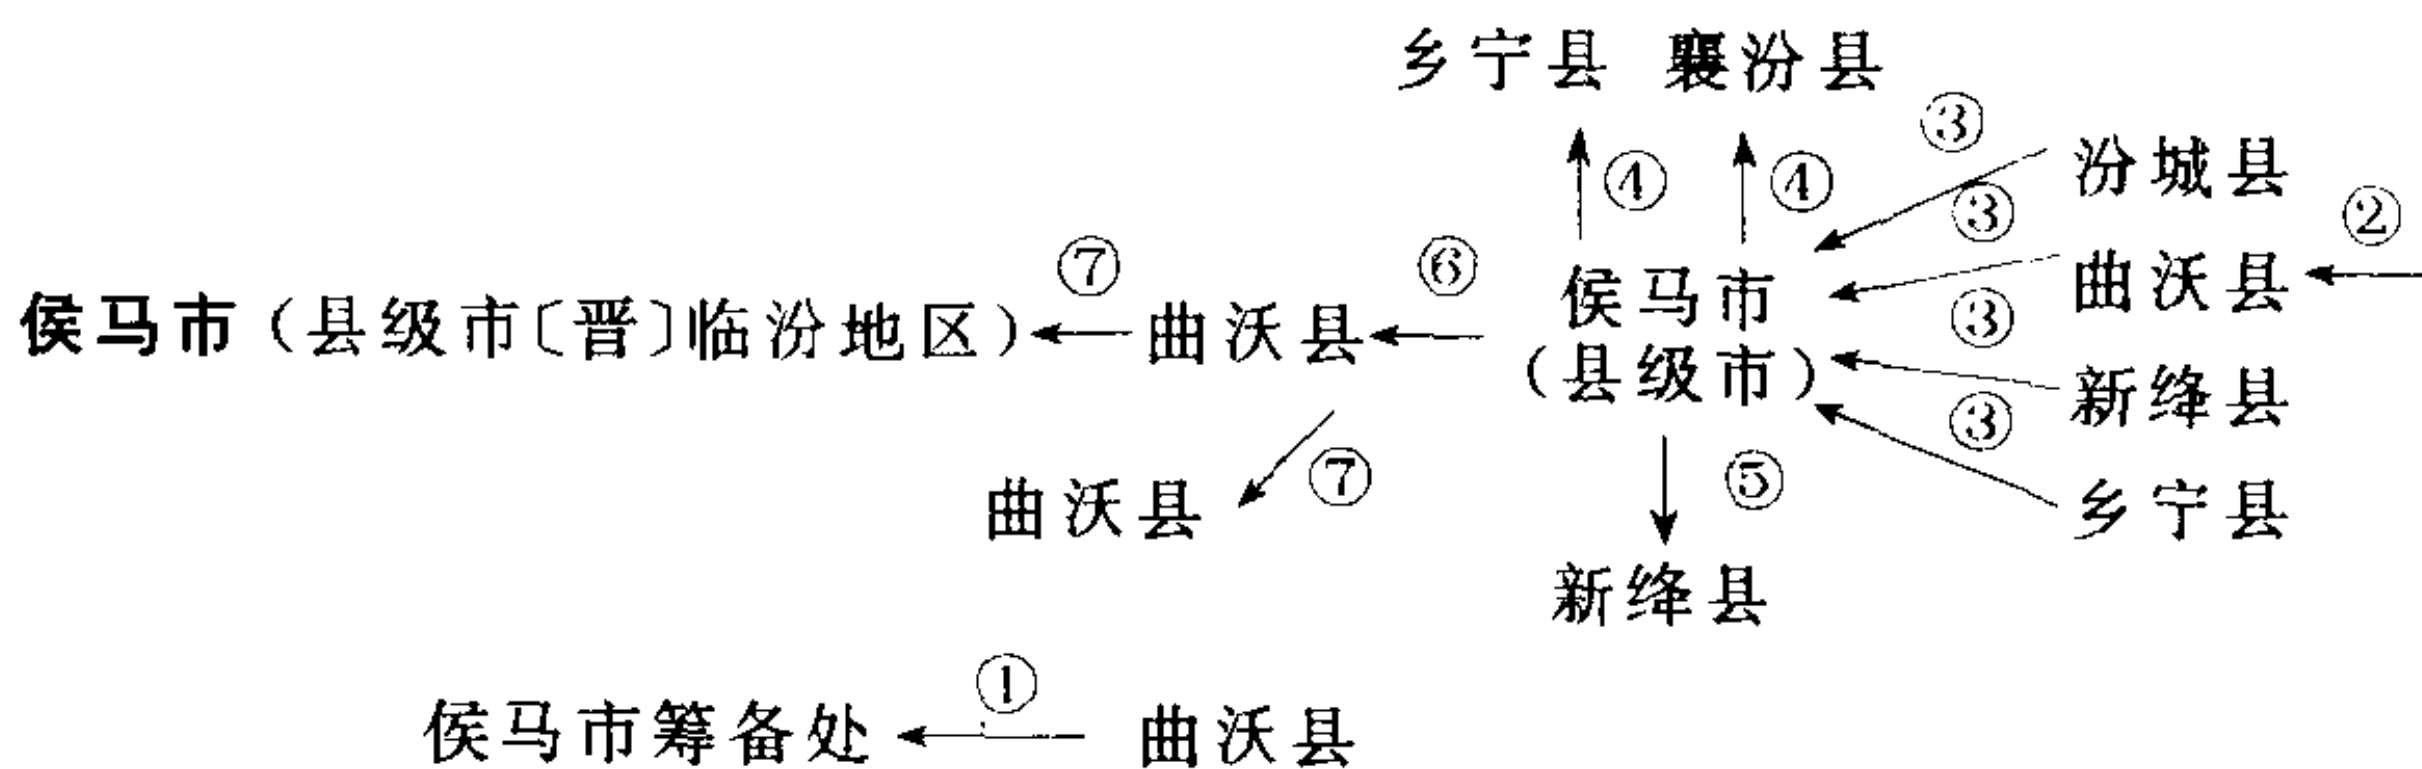 乡宁县 襄汾县
③
汾城县
④ ④
③
②
⑦ ⑥
侯马市
曲沃县
侯马市（县级市〔晋〕临汾地区）
曲沃县
③
（县级市）
新绛县
③
⑦
⑤
曲沃县
乡宁县
新绛县
①
侯马市筹备处
曲沃县